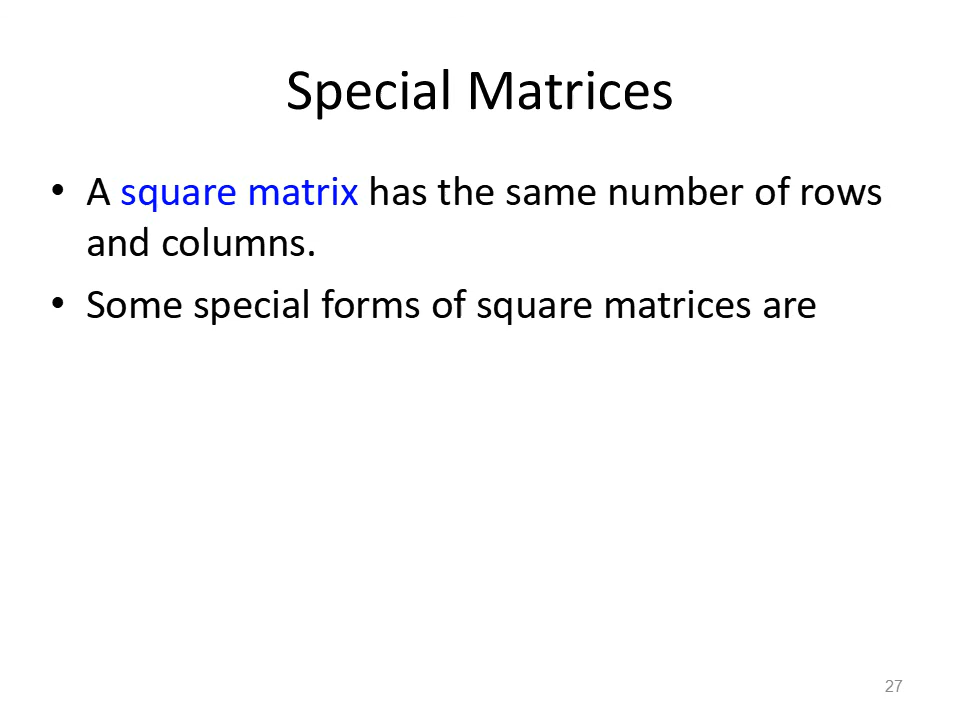 Special Matrices
• A square matrix has the same number of rows
and columns.
• Some special forms of square matrices are
27